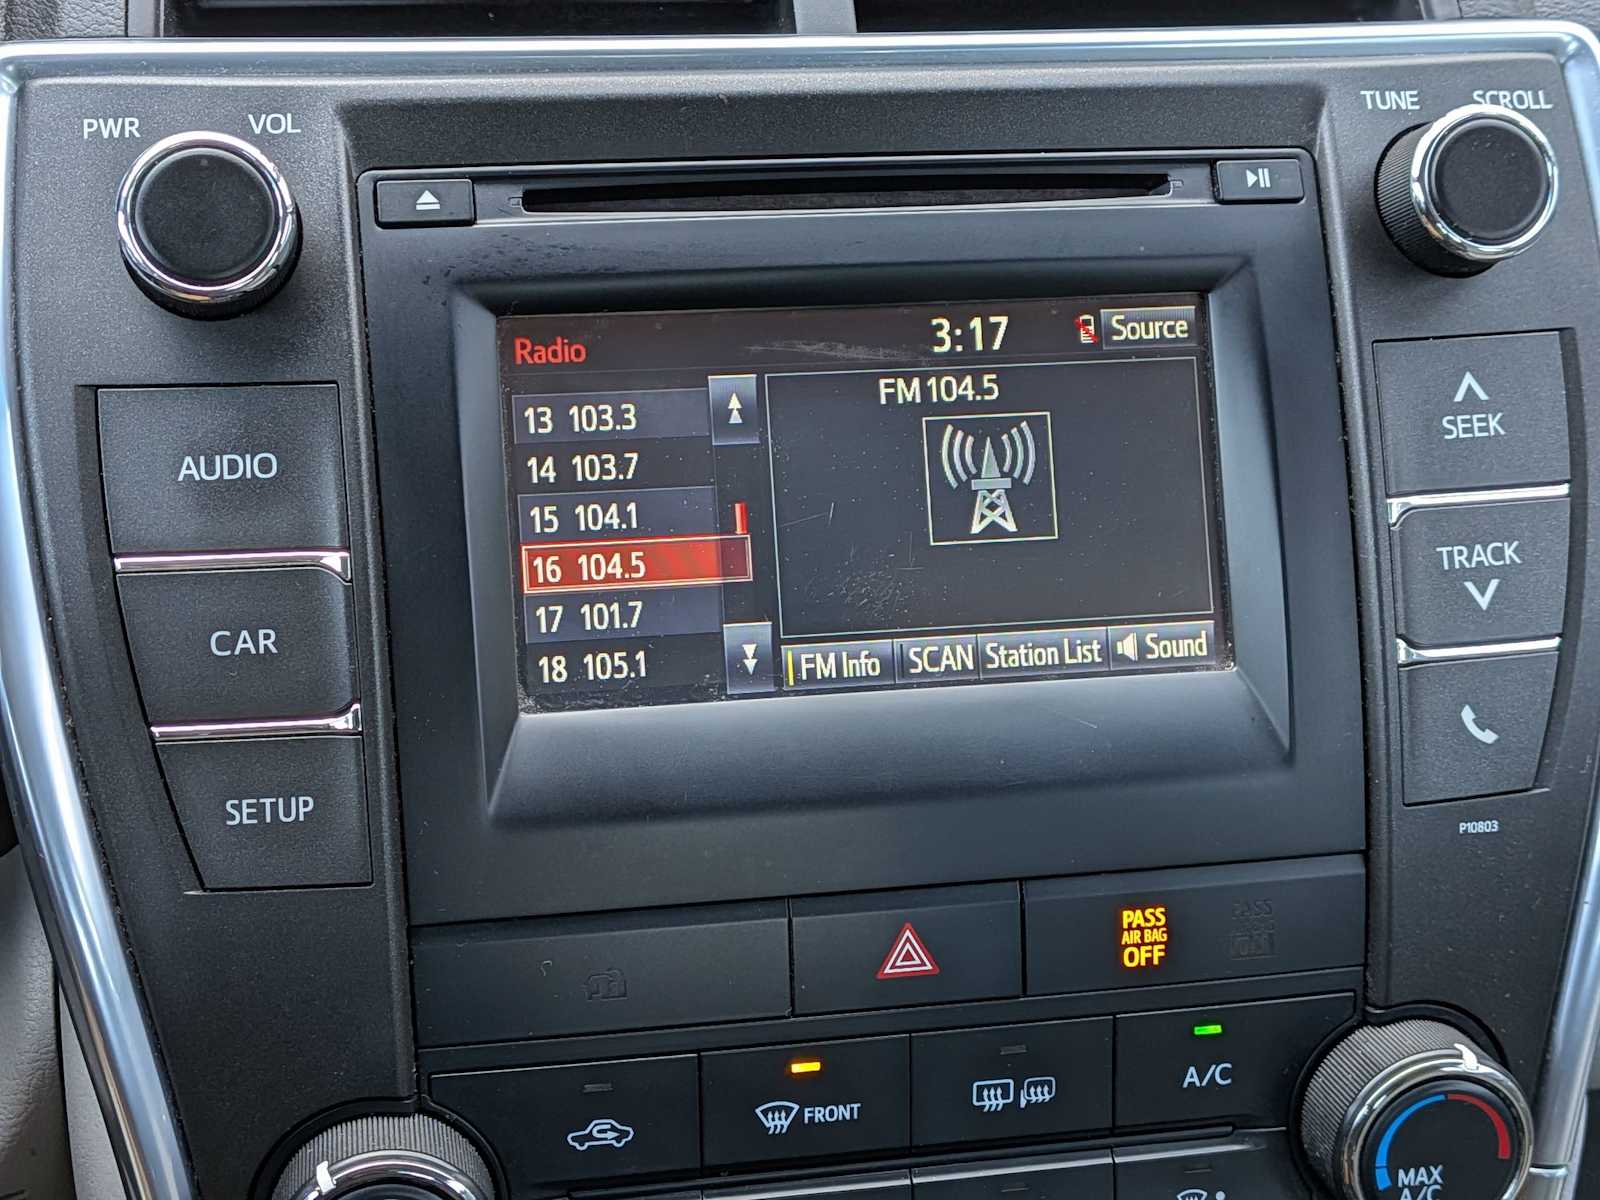 PWR VOL
TUNE SCROLL
Radio 3:17 Source
FM 104.5
13 103.3
14 103.7
15 104.1
16 104.5
17 101.7
18 105.1
FM Info SCAN Station List Sound
AUDIO
CAR
SETUP
SEEK
TRACK
P10803
PASS
AIR BAG
OFF
PASS
FRONT
A/C
MAX
A/C